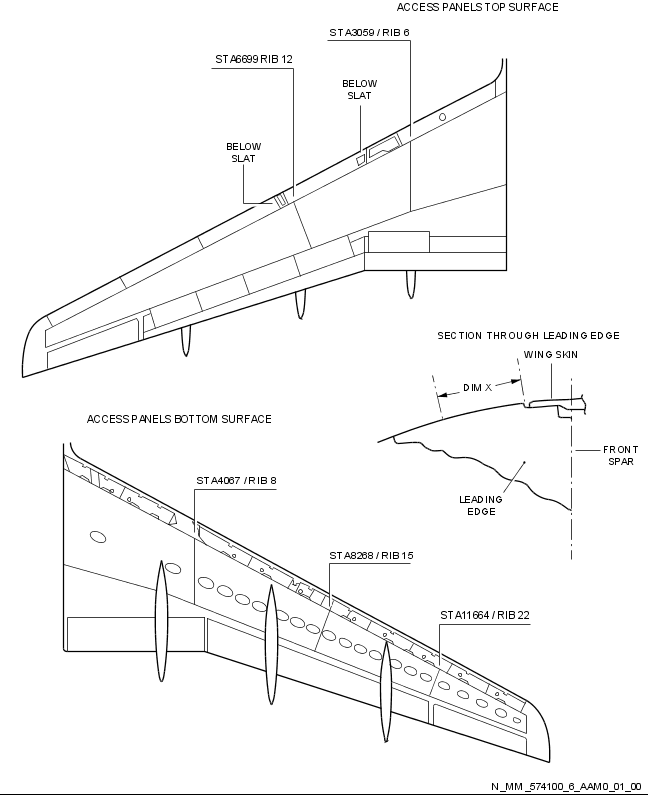 ACCESS PANELS TOP SURFACE
STA3059 / RIB 6
STA6699 RIB 12
BELOW
SLAT
BELOW
SLAT
SECTION THROUGH LEADING EDGE
WING SKIN
DIM X
ACCESS PANELS BOTTOM SURFACE
FRONT
SPAR
STA4067 / RIB 8
LEADING
EDGE
STA8268 / RIB 15
STA11664 / RIB 22
N_MM_574100_6_AAM0_01_00